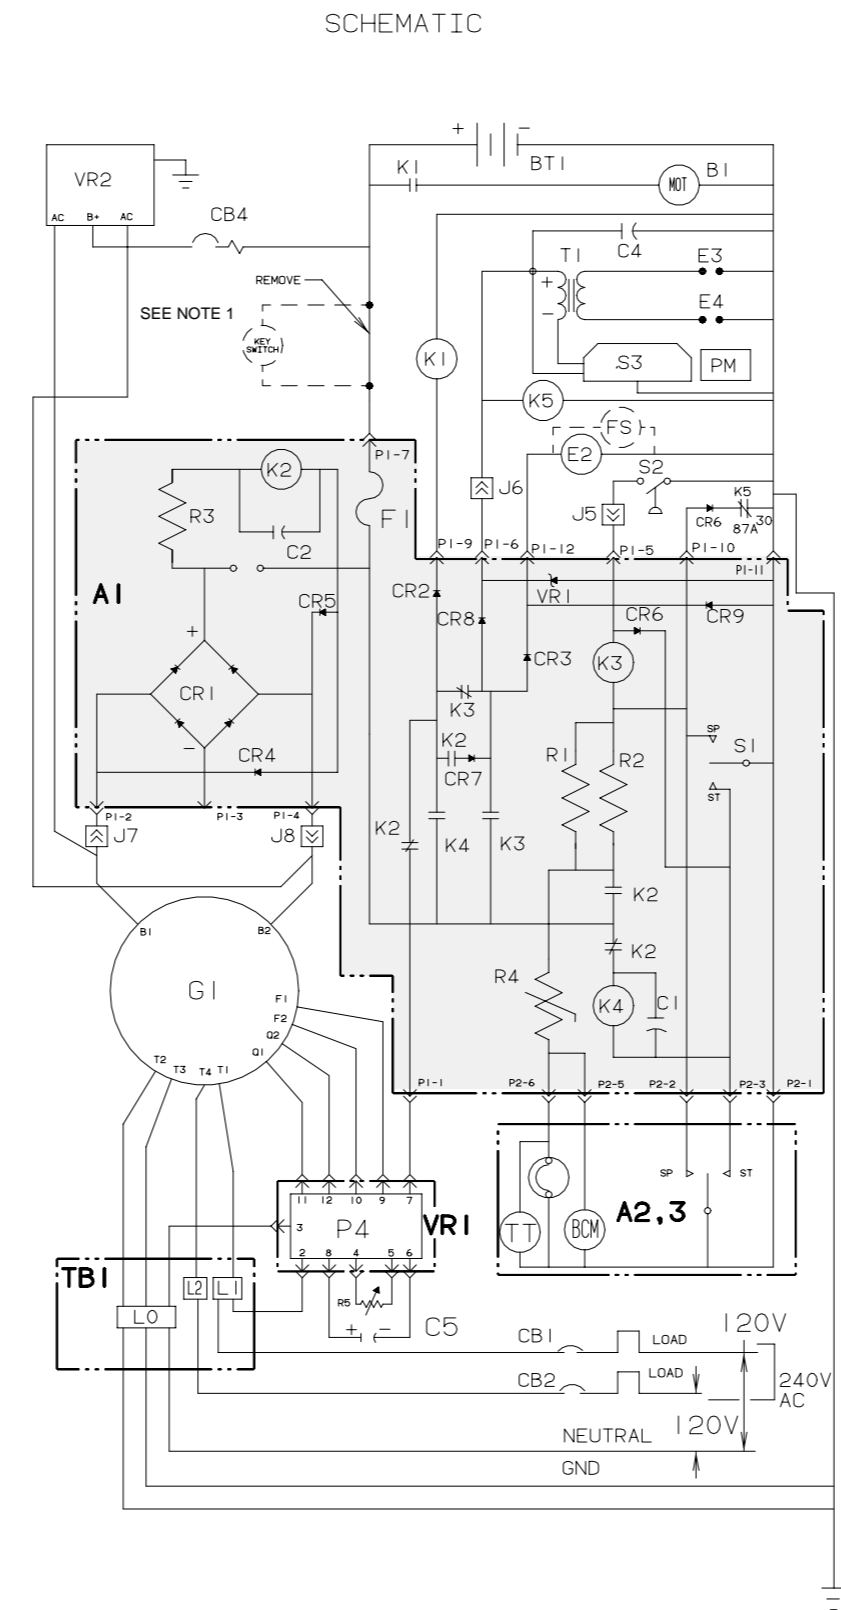 SCHEMATIC
+ −
BT1
K1
MOT
B1
VR2
AC B+ AC
CB4
C4
T1
E3
+
−
E4
REMOVE
SEE NOTE 1
KEY
SWITCH
K1
S3
PM
K5
FS
E2
P1-7
K2
S2
J6
K5
R3
F1
J5
CR6
87A
30
C2
P1-9
P1-6
P1-12
P1-5
P1-10
P1-11
A1
CR2
VR1
CR5
CR8
CR6
CR9
+
CR3
K3
CR1
K3
SP
−
K2
R1
R2
S1
CR4
CR7
ST
P1-2
P1-3
P1-4
J7
J8
K2
K4
K3
K2
B1
B2
K2
R4
G1
F1
K4
C1
F2
Q2
Q1
T2
T3
T4
T1
P1-1
P2-6
P2-5
P2-2
P2-3
P2-1
SP
ST
11 12 10 9 7
A2,3
3
P4
VR1
TT
BCM
2 8 4 5 6
TB1
L2
L1
R5
L0
+ −
C5
CB1
LOAD
120V
CB2
LOAD
240V
AC
120V
NEUTRAL
GND